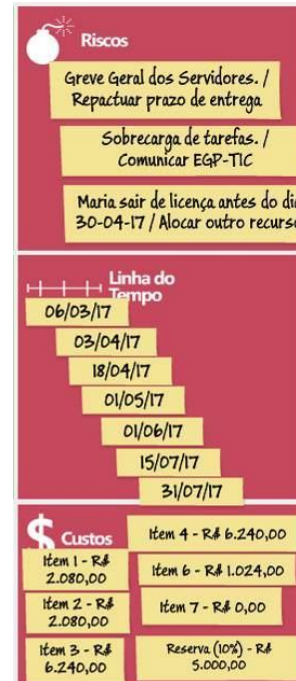 Riscos
Greve Geral dos Servidores. /
Repactuar prazo de entrega
Sobrecarga de tarefas. /
Comunicar EGP-TIC
Maria sair de licença antes do di
30-04-17 / Alocar outro recurs
Linha do
Tempo
06/03/17
03/04/17
18/04/17
01/05/17
01/06/17
15/07/17
31/07/17
$ Custos
Item 1 - R$
2.080,00
Item 2 - R$
2.080,00
Item 3 - R$
6.240,00
Item 4 - R$ 6.240,00
Item 6 - R$ 1.024,00
Item 7 - R$ 0,00
Reserva (10%) - R$
5.000,00